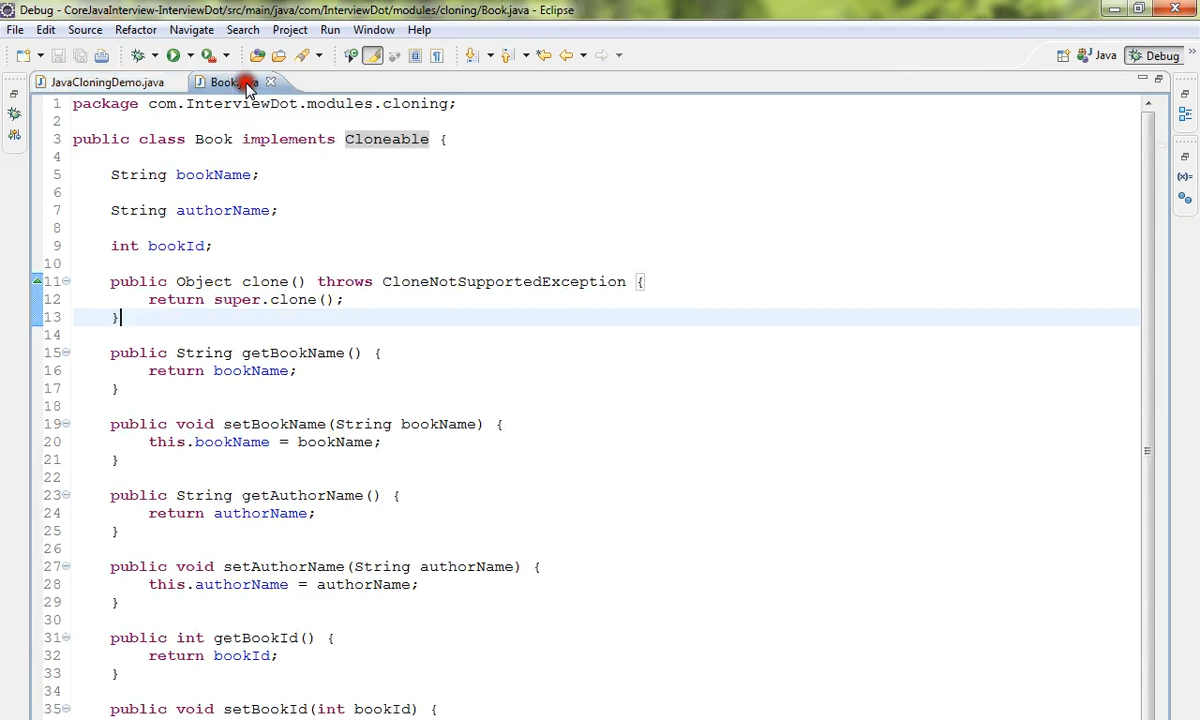 Debug - CoreJavaInterview-InterviewDot/src/main/java/com/InterviewDot/modules/cloning/Book.java - Eclipse
File Edit Source Refactor Navigate Search Project Run Window Help
Java Debug
JavaCloningDemo.java
1 package com.InterviewDot.modules.cloning;
2
3 public class Book implements Cloneable {
4
5 String bookName;
6
7 String authorName;
8
9 int bookId;
10
11 public Object clone() throws CloneNotSupportedException {
12 return super.clone();
13 }
14
15 public String getBookName() {
16 return bookName;
17 }
18
19 public void setBookName(String bookName) {
20 this.bookName = bookName;
21 }
22
23 public String getAuthorName() {
24 return authorName;
25 }
26
27 public void setAuthorName(String authorName) {
28 this.authorName = authorName;
29 }
30
31 public int getBookId() {
32 return bookId;
33 }
34
35 public void setBookId(int bookId) {